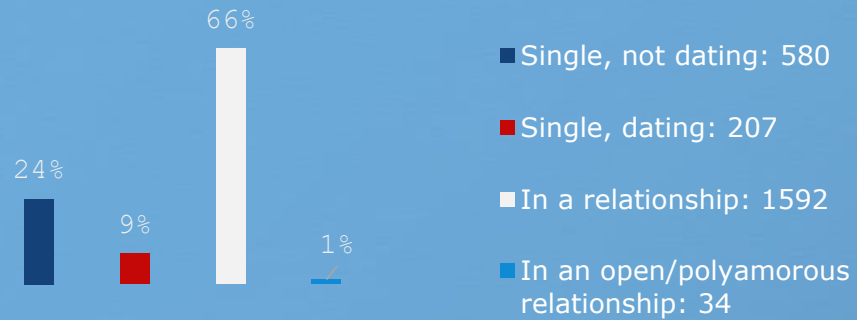 66%
24%
9%
1%
Single, not dating: 580
Single, dating: 207
In a relationship: 1592
In an open/polyamorous
relationship: 34